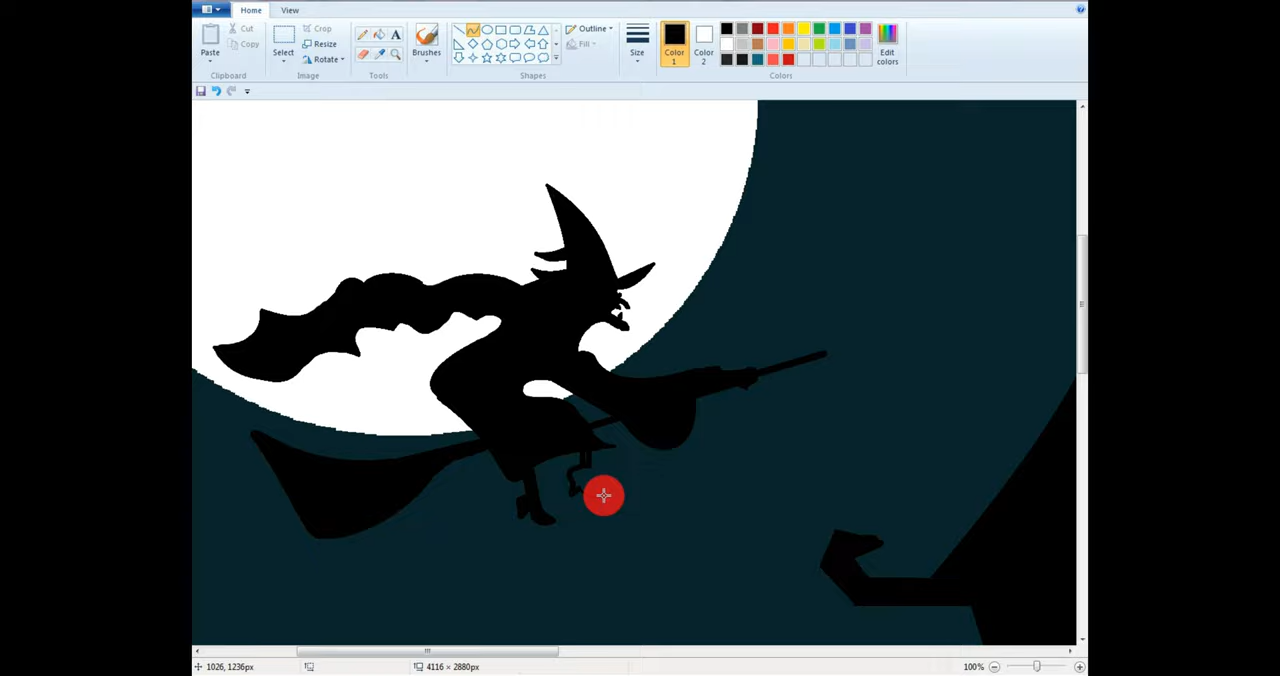 Home View
Paste
Cut
Copy
Clipboard
Select
Crop
Resize
Rotate
Image
A
Tools
Brushes
Outline
Fill
Shapes
Size
Color
1
Color
2
Edit
colors
Colors
1026, 1236px
4116 × 2880px
100%